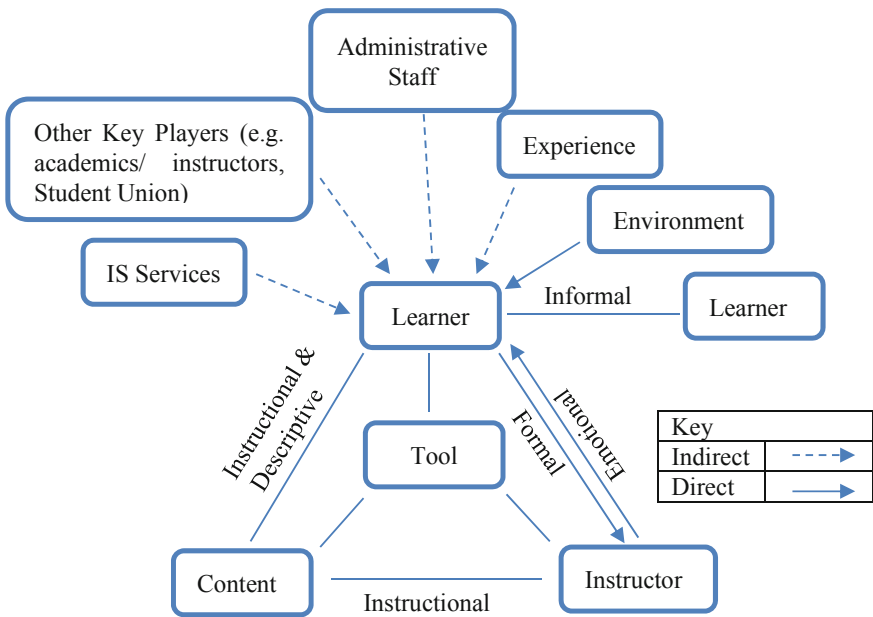 Administrative
Staff
Other Key Players (e.g.
academics/ instructors,
Student Union)
Experience
Environment
IS Services
Learner
Informal
Learner
Instructional &
Descriptive
Tool
Formal
Emotional
Key
Indirect
Direct
Content
Instructional
Instructor